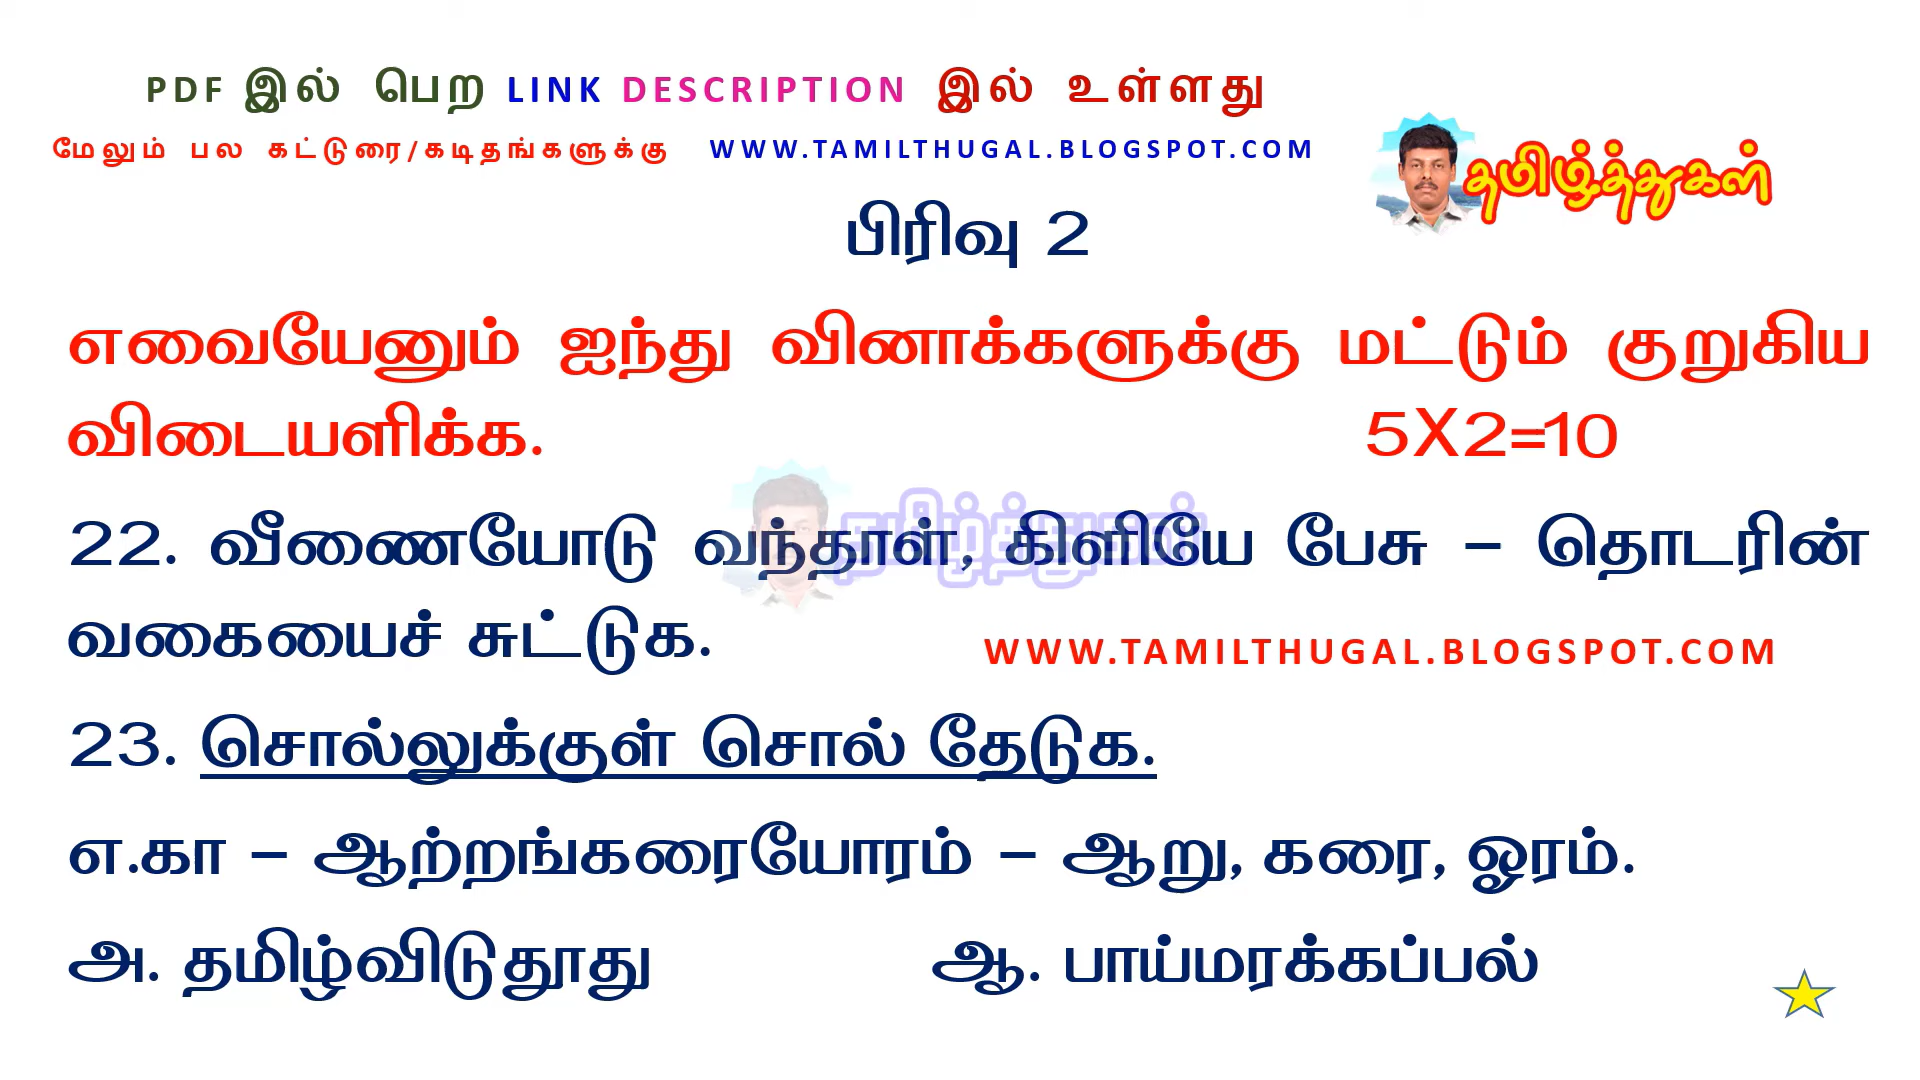 PDF இல் பெற LINK DESCRIPTION இல் உள்ளது
மேலும் பல கட்டுரை/கடிதங்களுக்கு WWW.TAMILTHUGAL.BLOGSPOT.COM
தமிழ்த்துகள்
பிரிவு 2
எவையேனும் ஐந்து வினாக்களுக்கு மட்டும் குறுகிய
விடையளிக்க. 5X2=10
தமிழ்த்துகள்
22. வீணையோடு வந்தாள், கிளியே பேசு – தொடரின்
வகையைச் சுட்டுக.
WWW.TAMILTHUGAL.BLOGSPOT.COM
23. சொல்லுக்குள் சொல் தேடுக.
எ.கா – ஆற்றங்கரையோரம் – ஆறு, கரை, ஓரம்.
அ. தமிழ்விடுதூது ஆ. பாய்மரக்கப்பல்